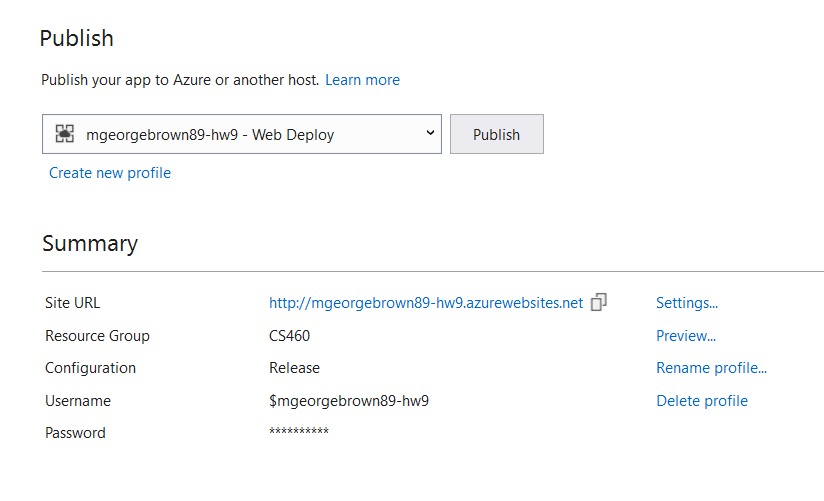 Publish
Publish your app to Azure or another host. Learn more
mgeorgebrown89-hw9 - Web Deploy Publish
Create new profile
Summary
Site URL http://mgeorgebrown89-hw9.azurewebsites.net Settings...
Resource Group CS460 Preview...
Configuration Release Rename profile...
Username $mgeorgebrown89-hw9 Delete profile
Password **********